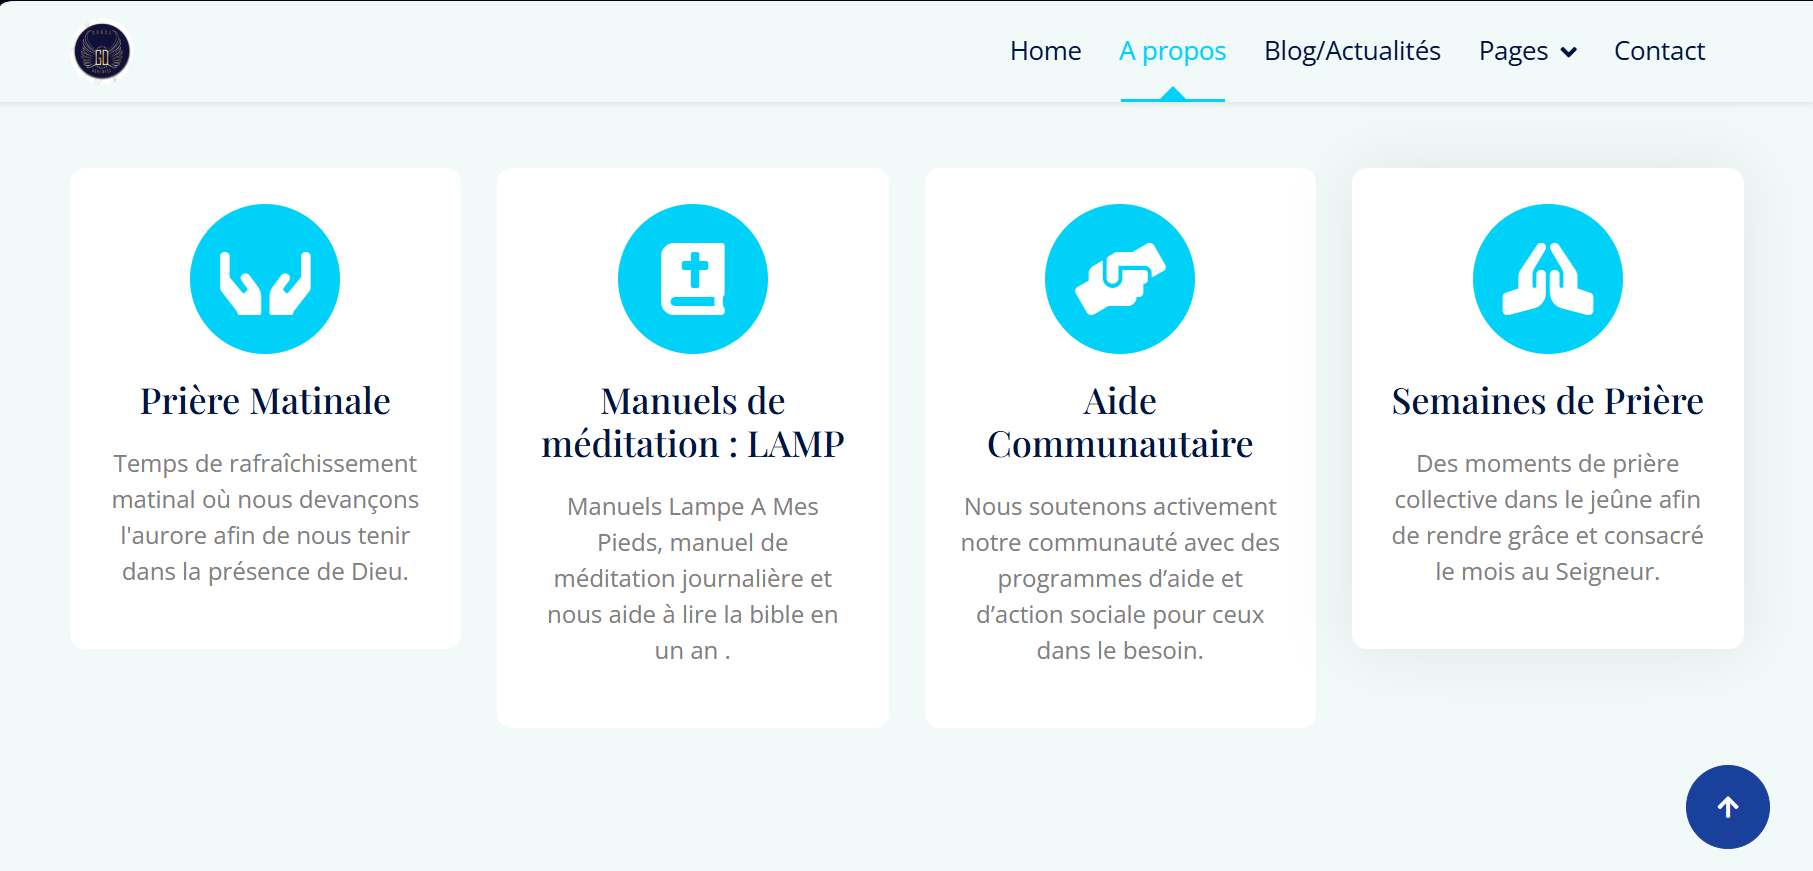 GD
Home A propos Blog/Actualités Pages Contact
Prière Matinale
Temps de rafraîchissement
matinal où nous devançons
l'aurore afin de nous tenir
dans la présence de Dieu.
Manuels de
méditation : LAMP
Manuels Lampe A Mes
Pieds, manuel de
méditation journalière et
nous aide à lire la bible en
un an .
Aide
Communautaire
Nous soutenons activement
notre communauté avec des
programmes d’aide et
d’action sociale pour ceux
dans le besoin.
Semaines de Prière
Des moments de prière
collective dans le jeûne afin
de rendre grâce et consacré
le mois au Seigneur.